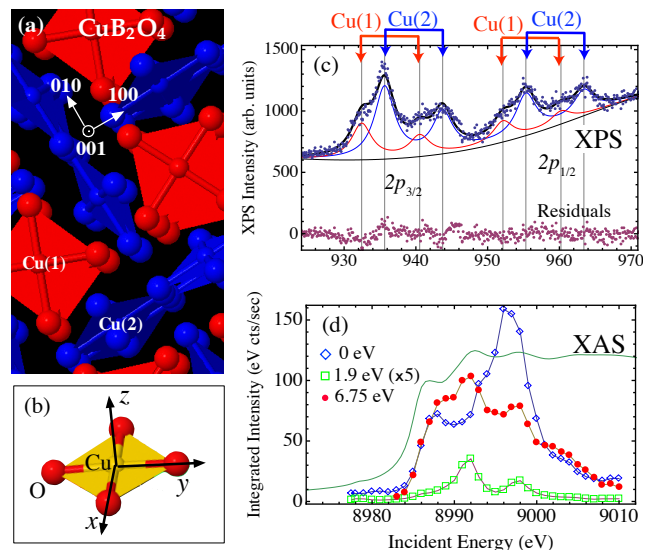 (a)
CuB2O4
010
100
001
Cu(1)
Cu(2)
(b)
z
Cu
O
y
x
Cu(1)
Cu(2)
Cu(1)
Cu(2)
(c)
1500
1000
500
0
XPS Intensity (arb. units)
XPS
2p3/2
2p1/2
Residuals
930
940
950
960
970
(d)
XAS
0 eV
1.9 eV (x5)
6.75 eV
150
100
50
0
Integrated Intensity (eV cts/sec)
8980
8990
9000
9010
Incident Energy (eV)